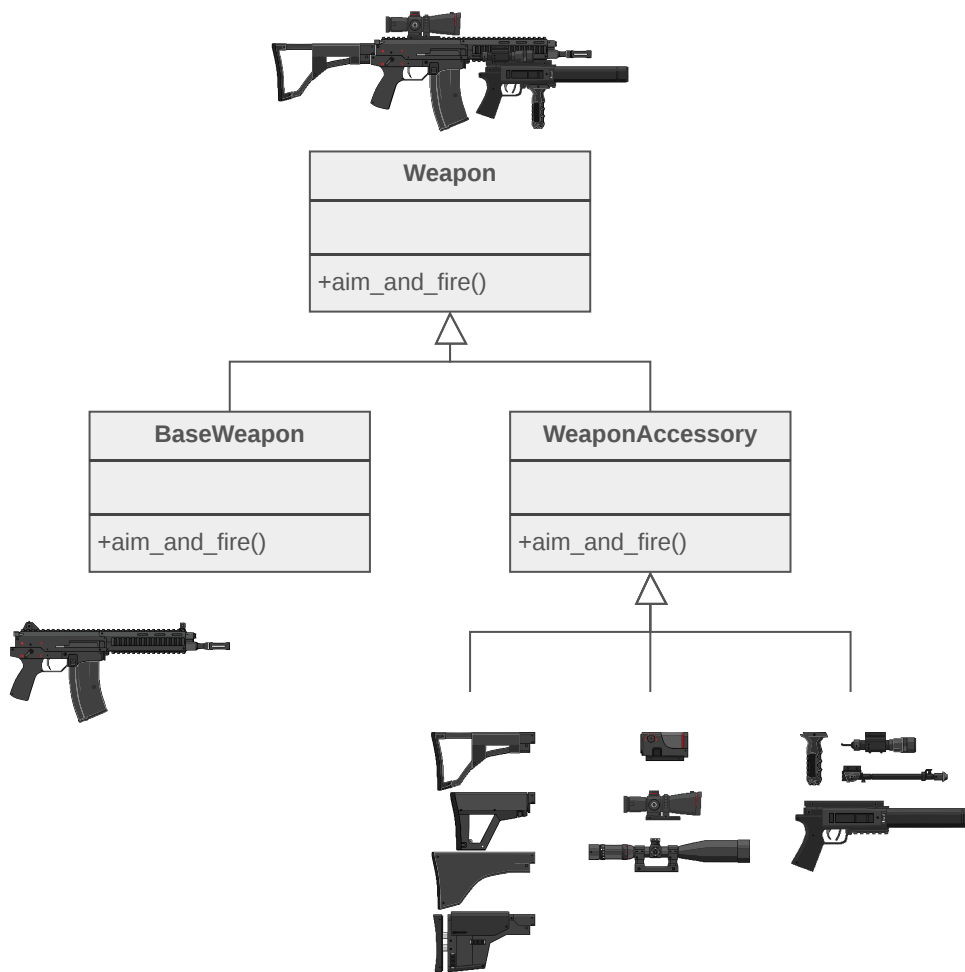 Weapon
+aim_and_fire()
BaseWeapon
+aim_and_fire()
WeaponAccessory
+aim_and_fire()